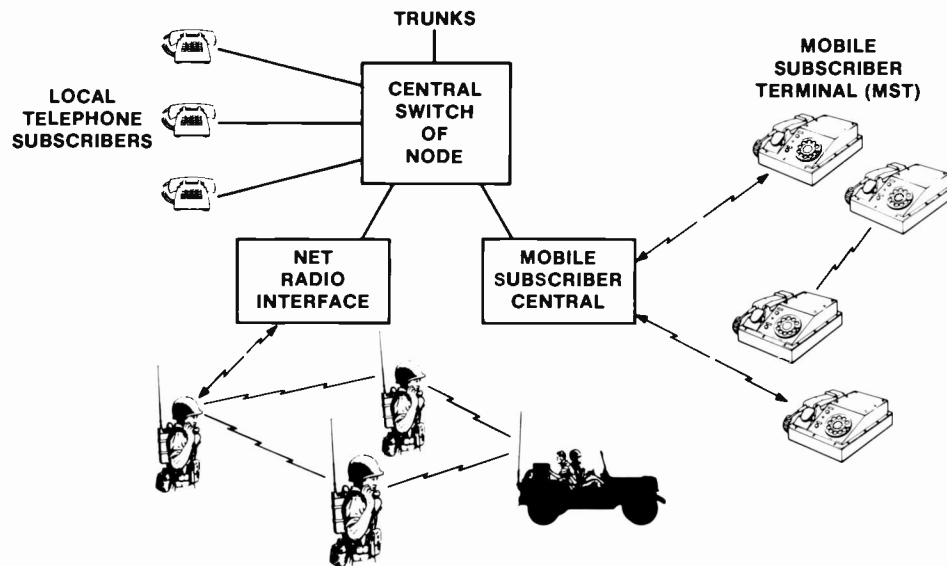 TRUNKS
LOCAL
TELEPHONE
SUBSCRIBERS
CENTRAL
SWITCH
OF
NODE
MOBILE
SUBSCRIBER
TERMINAL (MST)
NET
RADIO
INTERFACE
MOBILE
SUBSCRIBER
CENTRAL